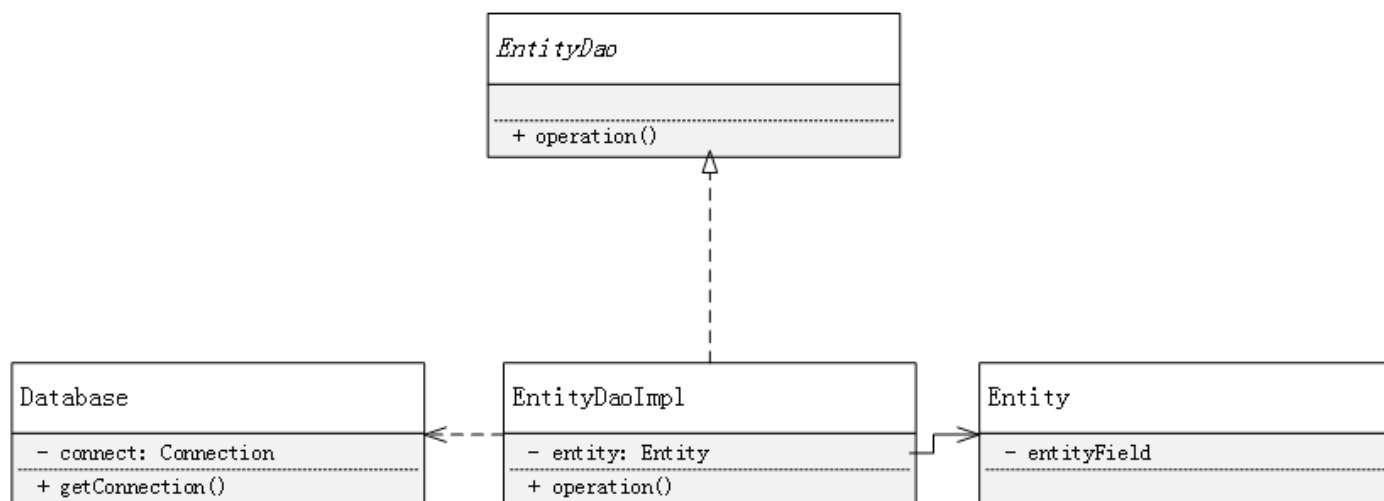 EntityDao
+ operation()
Database
- connect: Connection
+ getConnection()
EntityDaoImpl
- entity: Entity
+ operation()
Entity
- entityField